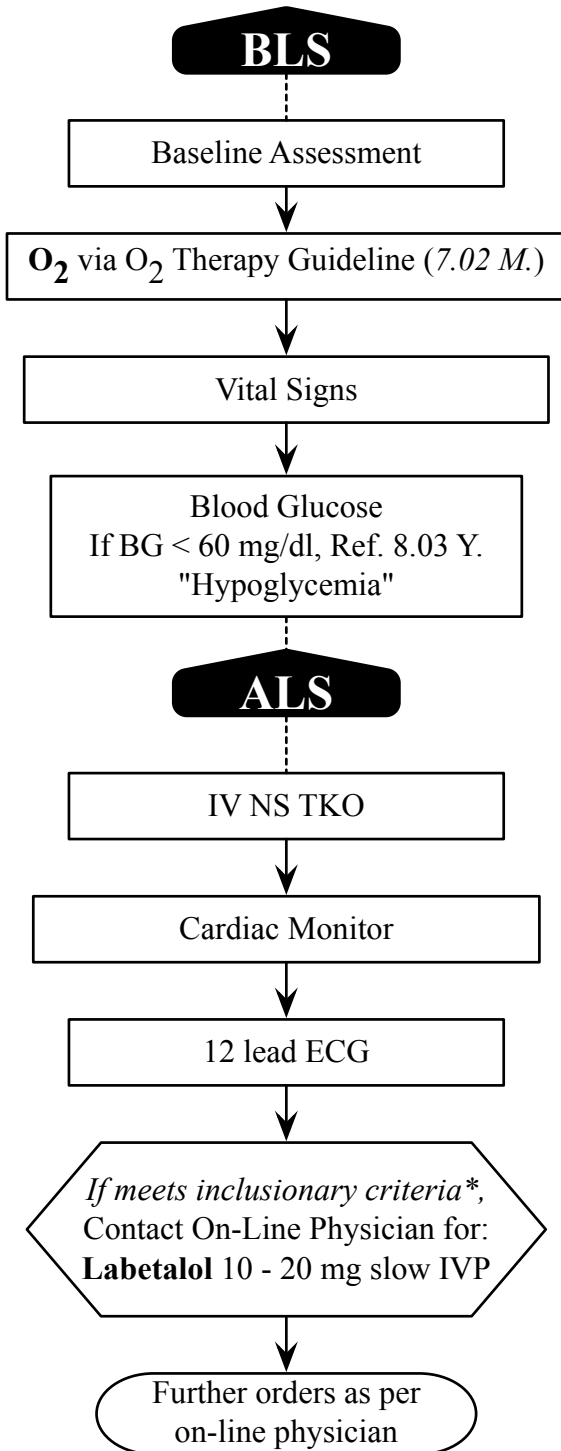 BLS
Baseline Assessment
O2 via O2 Therapy Guideline (7.02 M.)
Vital Signs
Blood Glucose
If BG < 60 mg/dl, Ref. 8.03 Y.
"Hypoglycemia"
ALS
IV NS TKO
Cardiac Monitor
12 lead ECG
If meets inclusionary criteria*,
Contact On-Line Physician for:
Labetalol 10 - 20 mg slow IVP
Further orders as per
on-line physician